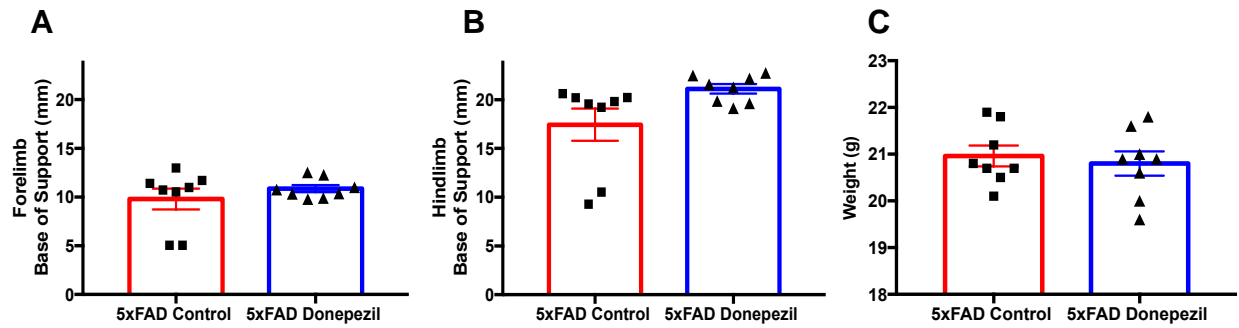 A
Forelimb
Base of Support (mm)
20
15
10
5
0
5xFAD Control
5xFAD Donepezil
B
Hindlimb
Base of Support (mm)
20
15
10
5
0
5xFAD Control
5xFAD Donepezil
C
Weight (g)
23
22
21
20
19
18
5xFAD Control
5xFAD Donepezil